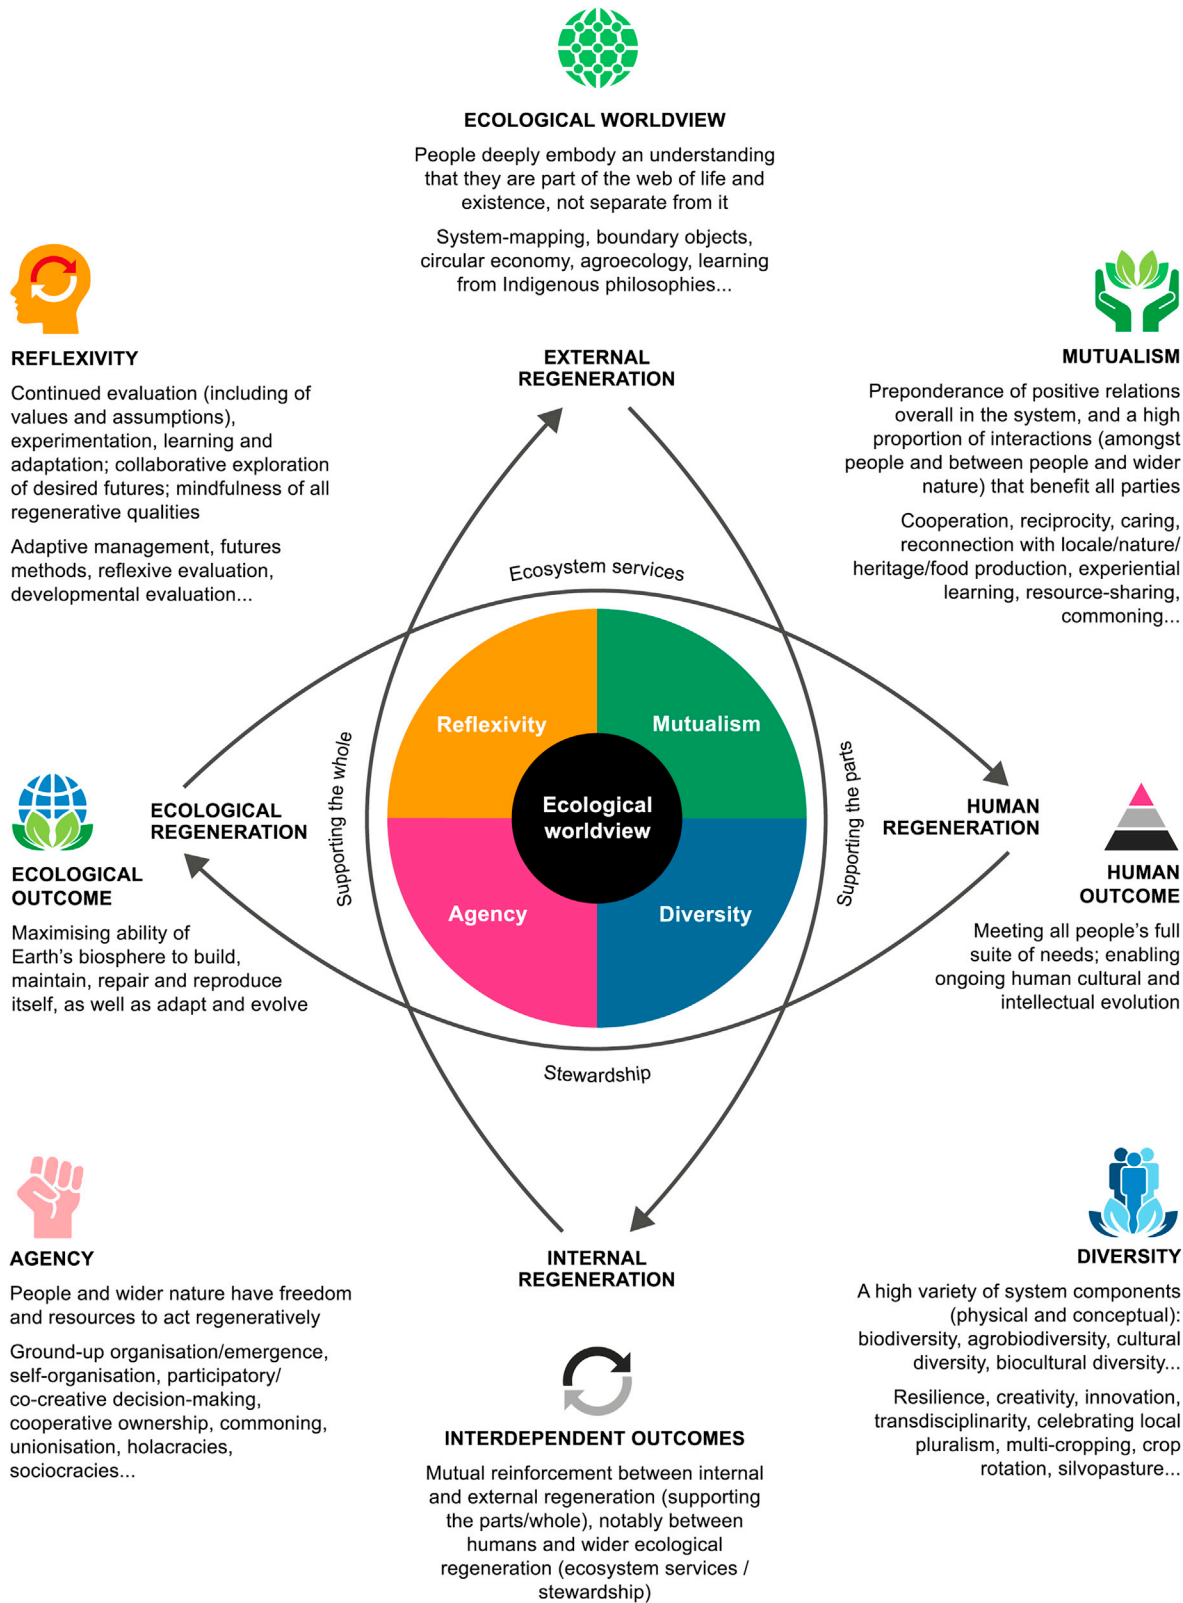 ECOLOGICAL WORLDVIEW
People deeply embody an understanding
that they are part of the web of life and
existence, not separate from it
System-mapping, boundary objects,
circular economy, agroecology, learning
from Indigenous philosophies...
REFLEXIVITY
Continued evaluation (including of
values and assumptions),
experimentation, learning and
adaptation; collaborative exploration
of desired futures; mindfulness of all
regenerative qualities
Adaptive management, futures
methods, reflexive evaluation,
developmental evaluation...
EXTERNAL
REGENERATION
MUTUALISM
Preponderance of positive relations
overall in the system, and a high
proportion of interactions (amongst
people and between people and wider
nature) that benefit all parties
Cooperation, reciprocity, caring,
reconnection with locale/nature/
heritage/food production, experiential
learning, resource-sharing,
commoning...
Ecosystem services
Reflexivity
Mutualism
Supporting the whole
Ecological
worldview
Supporting the parts
Agency
Diversity
Stewardship
ECOLOGICAL
REGENERATION
HUMAN
REGENERATION
ECOLOGICAL
OUTCOME
Maximising ability of
Earth's biosphere to build,
maintain, repair and reproduce
itself, as well as adapt and evolve
HUMAN
OUTCOME
Meeting all people's full
suite of needs; enabling
ongoing human cultural and
intellectual evolution
AGENCY
People and wider nature have freedom
and resources to act regeneratively
Ground-up organisation/emergence,
self-organisation, participatory/
co-creative decision-making,
cooperative ownership, commoning,
unionisation, holacracies,
sociocracies...
INTERNAL
REGENERATION
INTERDEPENDENT OUTCOMES
Mutual reinforcement between internal
and external regeneration (supporting
the parts/whole), notably between
humans and wider ecological
regeneration (ecosystem services /
stewardship)
DIVERSITY
A high variety of system components
(physical and conceptual):
biodiversity, agrobiodiversity, cultural
diversity, biocultural diversity...
Resilience, creativity, innovation,
transdisciplinarity, celebrating local
pluralism, multi-cropping, crop
rotation, silvopasture...